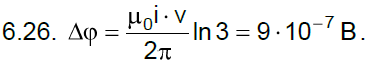 6.26. Δφ = μ₀i · v / 2π ln 3 = 9 · 10⁻⁷ В.